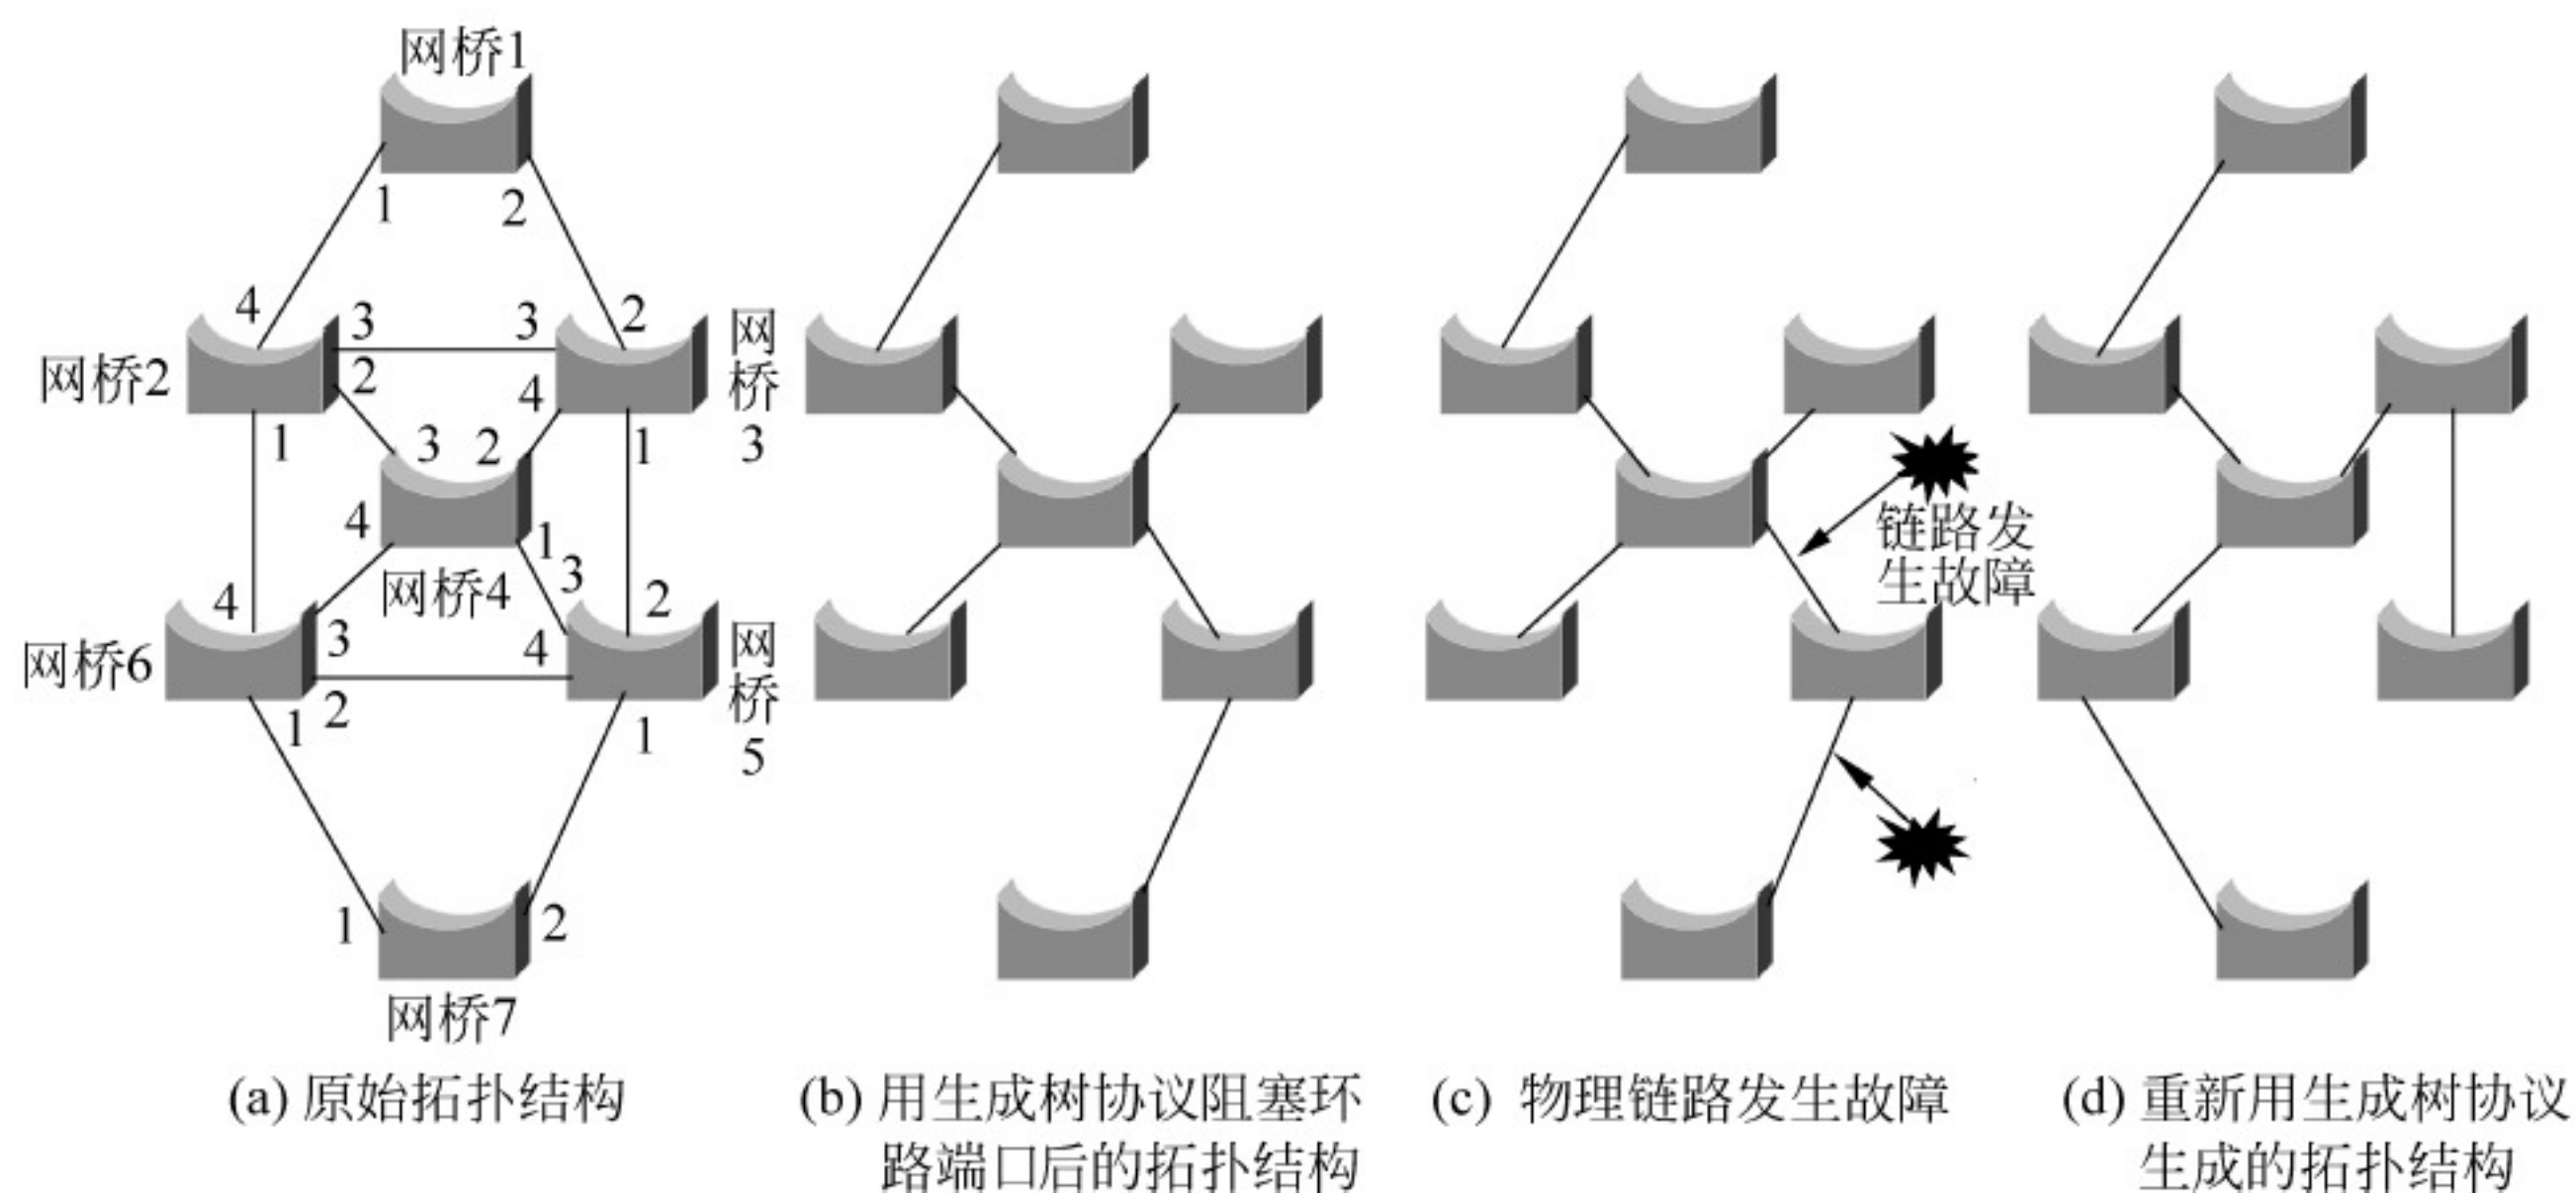 网桥1
1 2
4 3 3 2
网桥2 2 4 网桥3
1 3 2 1
4 1
网桥4 3
4 2
网桥6 3 4 网桥5
1 2 1
1 2
网桥7
链路发
生故障
(a) 原始拓扑结构
(b) 用生成树协议阻塞环
路端口后的拓扑结构
(c) 物理链路发生故障
(d) 重新用生成树协议
生成的拓扑结构